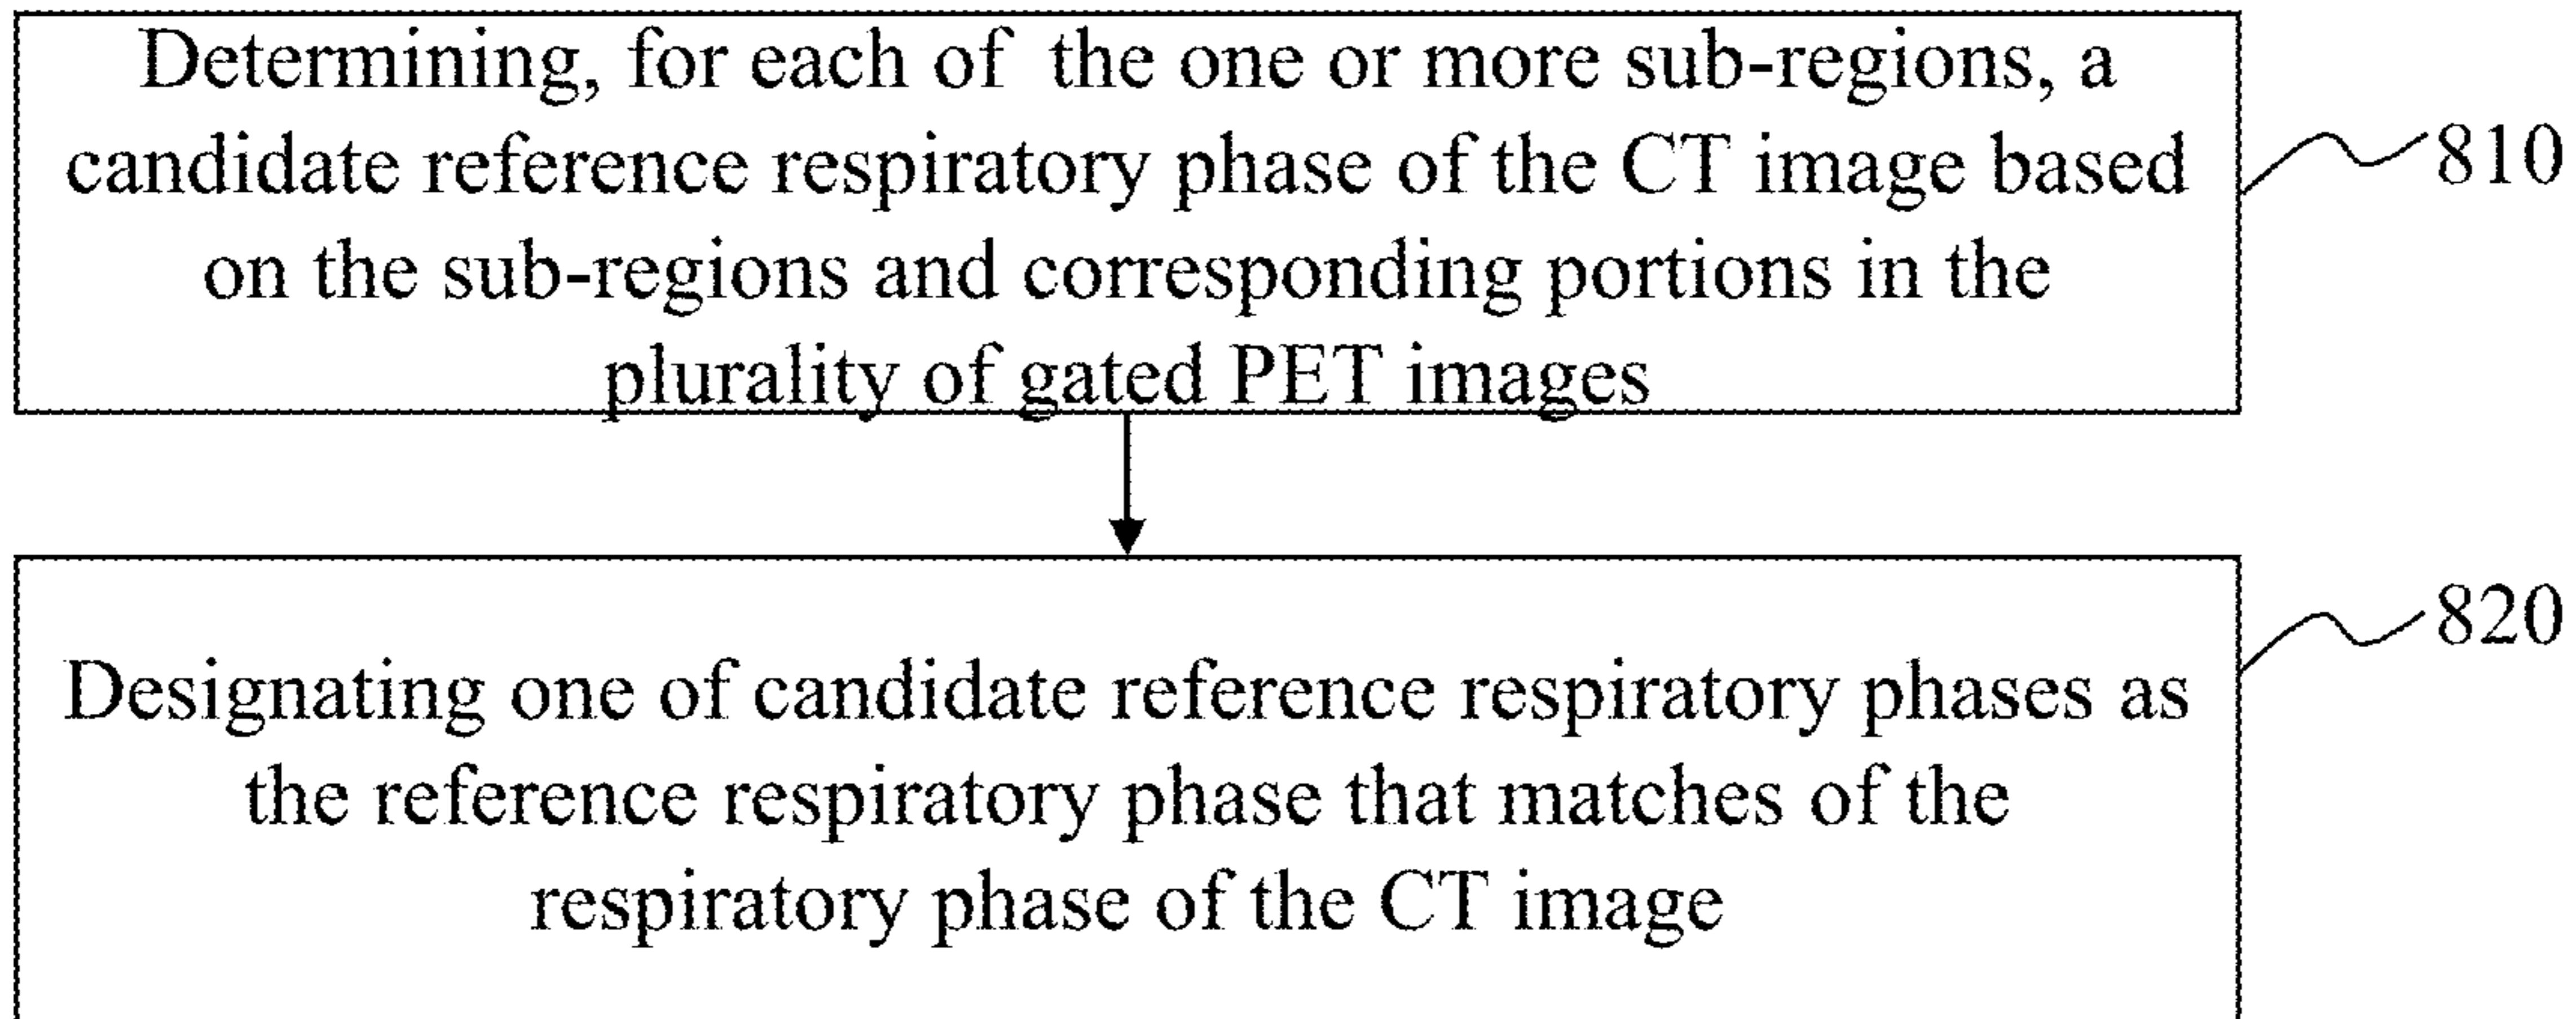 Determining, for each of the one or more sub-regions, a
candidate reference respiratory phase of the CT image based
on the sub-regions and corresponding portions in the
plurality of gated PET images
810
Designating one of candidate reference respiratory phases as
the reference respiratory phase that matches of the
respiratory phase of the CT image
820